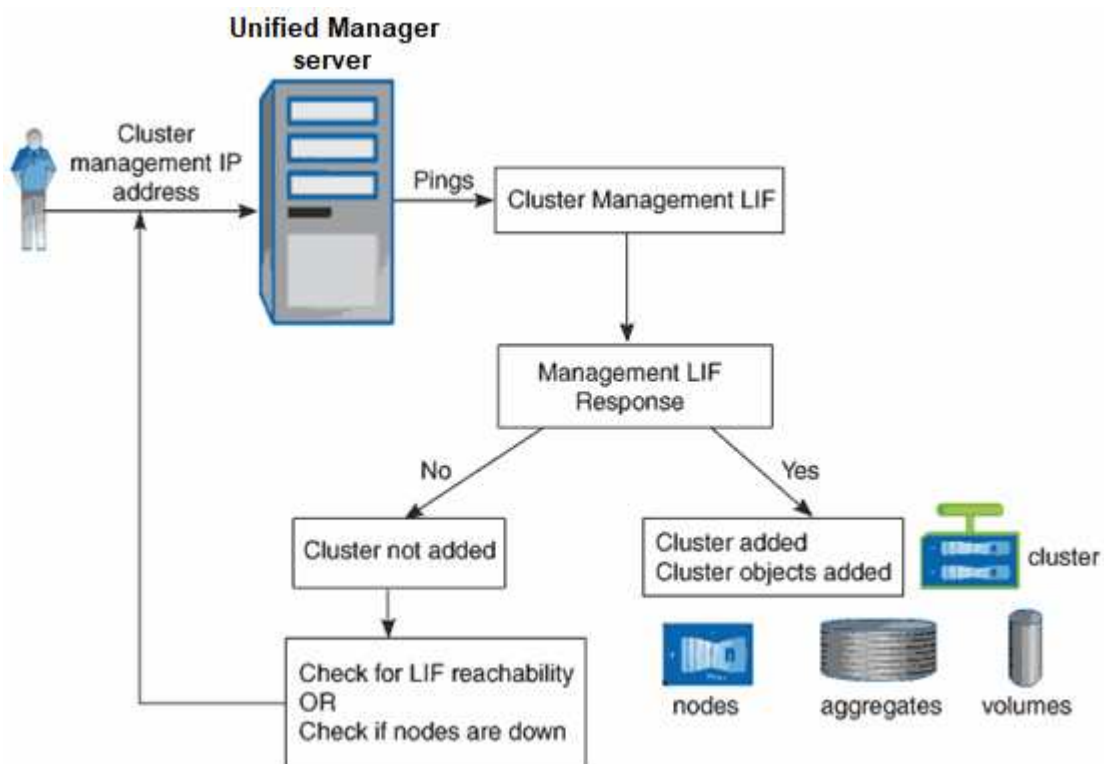 Unified Manager
server
Cluster
management IP
address
Pings
Cluster Management LIF
Management LIF
Response
No
Yes
Cluster not added
Cluster added
Cluster objects added
cluster
Check for LIF reachability
OR
Check if nodes are down
nodes
aggregates
volumes